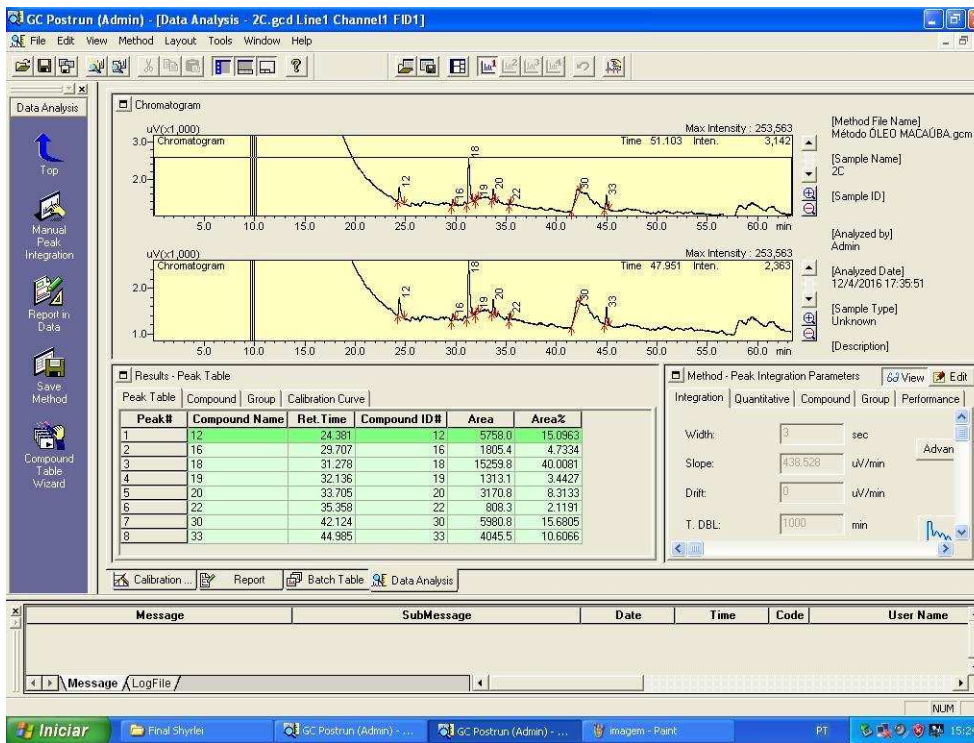 GC Postrun (Admin) - [Data Analysis - 2C.gcd Line1 Channel1 FID1]
File Edit View Method Layout Tools Window Help
Data Analysis
Top
Manual Peak Integration
Report in Data
Save Method
Compound Table Wizard
Chromatogram
uV(x1,000)
Max Intensity : 253,563
3.0 Chromatogram
Time 51.103 Inten. 3,142
2.0
12 16 18 19 20 22 30 33
5.0 10.0 15.0 20.0 25.0 30.0 35.0 40.0 45.0 50.0 55.0 60.0 min
uV(x1,000)
Max Intensity : 253,563
Chromatogram
Time 47.951 Inten. 2,363
2.0
12 16 18 19 20 22 30 33
1.0
5.0 10.0 15.0 20.0 25.0 30.0 35.0 40.0 45.0 50.0 55.0 60.0 min
[Method File Name]
Método ÓLEO MACAÚBA.gcm
[Sample Name]
2C
[Sample ID]
[Analyzed by]
Admin
[Analyzed Date]
12/4/2016 17:35:51
[Sample Type]
Unknown
[Description]
Results - Peak Table
Peak Table Compound Group Calibration Curve
Peak# Compound Name Ret.Time Compound ID# Area Area%
1 12 24.381 12 5758.0 15.0963
2 16 29.707 16 1805.4 4.7334
3 18 31.278 18 15259.8 40.0081
4 19 32.136 19 1313.1 3.4427
5 20 33.705 20 3170.8 8.3133
6 22 35.358 22 808.3 2.1191
7 30 42.124 30 5980.8 15.6805
8 33 44.985 33 4045.5 10.6066
Method - Peak Integration Parameters View Edit
Integration Quantitative Compound Group Performance
Width: 3 sec
Advan
Slope: 438.528 uV/min
Drift: 0 uV/min
T. DBL: 1000 min
Calibration ... Report Batch Table Data Analysis
Message SubMessage Date Time Code User Name
Message LogFile
NUM
Iniciar Final Shyrlei GC Postrun (Admin) - ... GC Postrun (Admin) - ... imagem - Paint PT